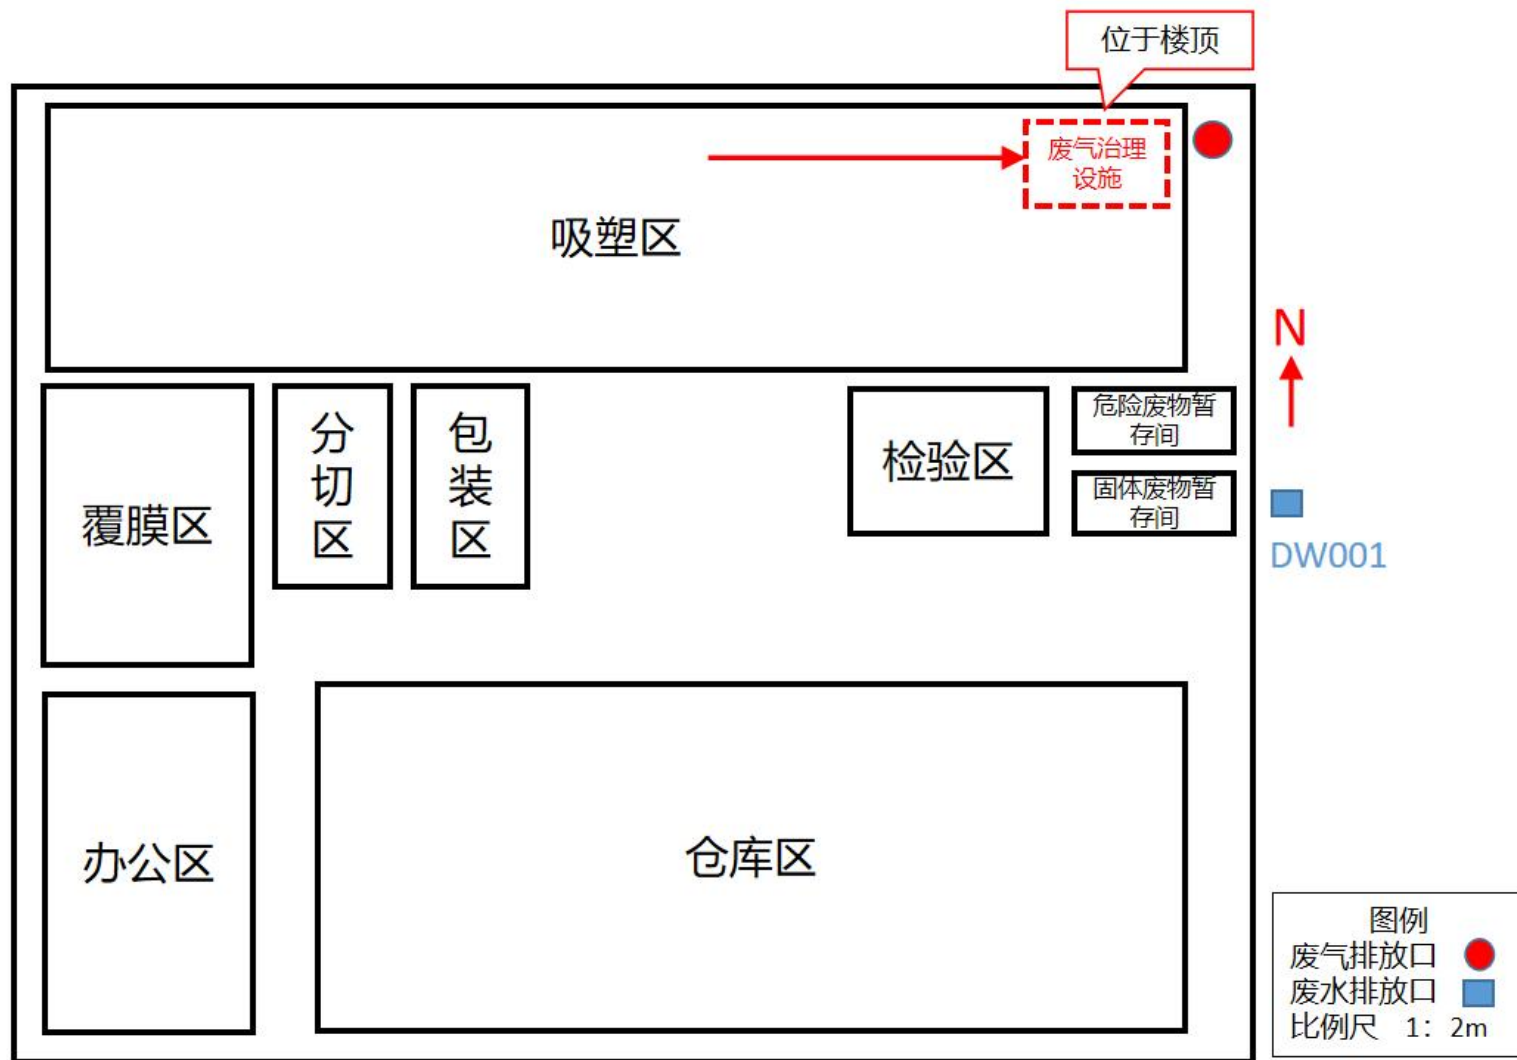 位于楼顶
废气治理
设施
吸塑区
N
覆膜区
分
切
区
包
装
区
检验区
危险废物暂
存间
固体废物暂
存间
DW001
办公区
仓库区
图例
废气排放口
废水排放口
比例尺 1：2m